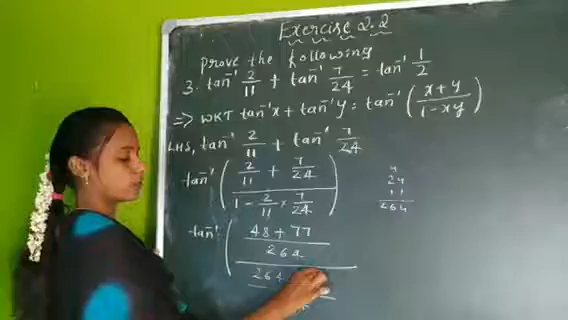 Exercise 2.2
Prove the following
3. tan⁻¹ 2/11 + tan⁻¹ 7/24 = tan⁻¹ 1/2
=> WKT tan⁻¹x + tan⁻¹y = tan⁻¹ (x+y / 1-xy)
LHS, tan⁻¹ 2/11 + tan⁻¹ 7/24
tan⁻¹ (2/11 + 7/24 / 1 - 2/11 × 7/24)
24
11
264
tan⁻¹ (48+77 / 264
264